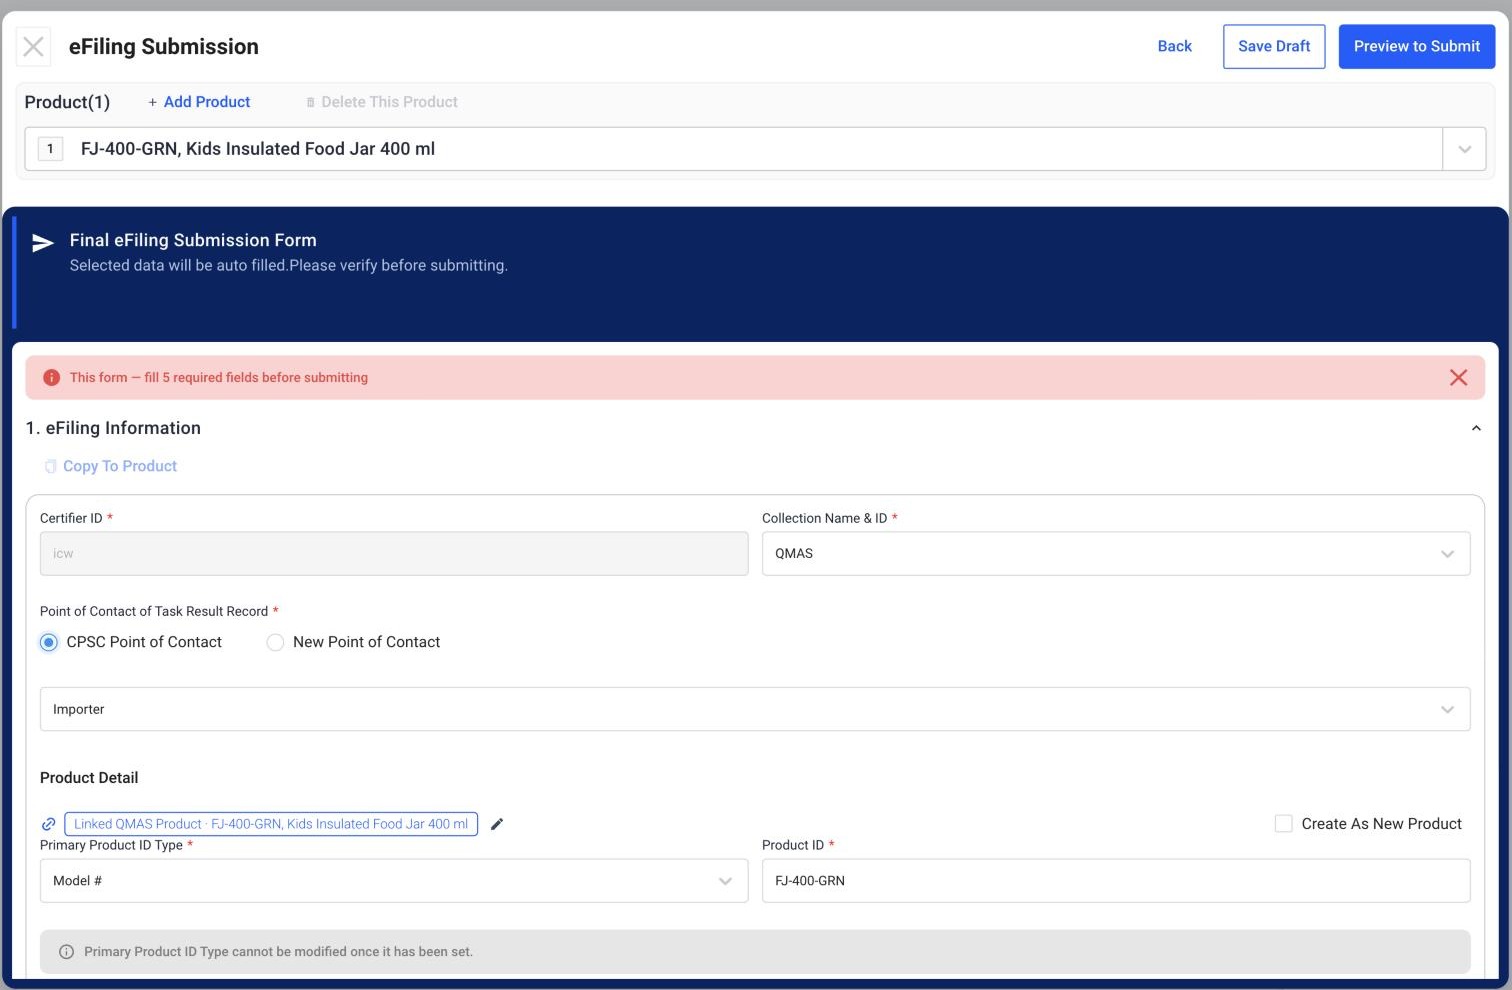 eFiling Submission
Back
Save Draft
Preview to Submit
Product(1)
+ Add Product
Delete This Product
1
FJ-400-GRN, Kids Insulated Food Jar 400 ml
Final eFiling Submission Form
Selected data will be auto filled.Please verify before submitting.
This form — fill 5 required fields before submitting
1. eFiling Information
Copy To Product
Certifier ID *
Collection Name & ID *
icw
QMAS
Point of Contact of Task Result Record *
CPSC Point of Contact
New Point of Contact
Importer
Product Detail
Linked QMAS Product · FJ-400-GRN, Kids Insulated Food Jar 400 ml
Create As New Product
Primary Product ID Type *
Product ID *
Model #
FJ-400-GRN
Primary Product ID Type cannot be modified once it has been set.